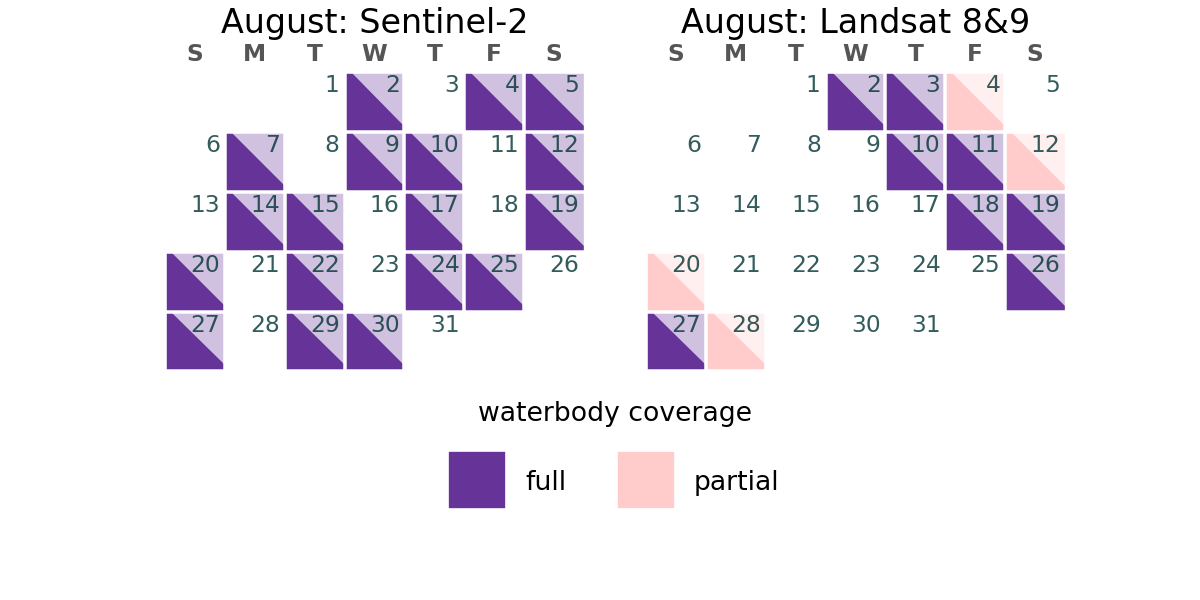 August: Sentinel-2
S M T W T F S
1 2 3 4 5
6 7 8 9 10 11 12
13 14 15 16 17 18 19
20 21 22 23 24 25 26
27 28 29 30 31
August: Landsat 8&9
S M T W T F S
1 2 3 4 5
6 7 8 9 10 11 12
13 14 15 16 17 18 19
20 21 22 23 24 25 26
27 28 29 30 31
waterbody coverage
full partial